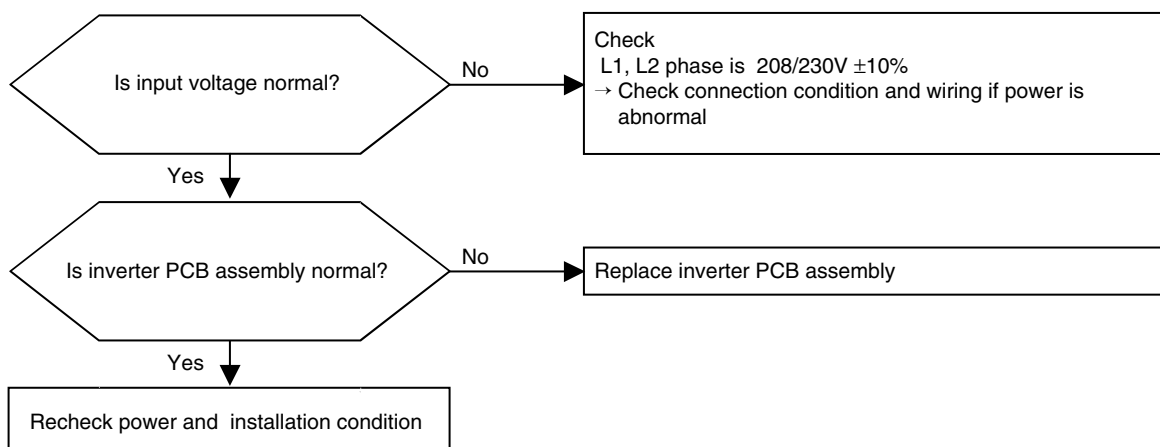 Is input voltage normal?
No
Check
L1, L2 phase is 208/230V ±10%
→ Check connection condition and wiring if power is
abnormal
Yes
Is inverter PCB assembly normal?
No
Replace inverter PCB assembly
Yes
Recheck power and installation condition